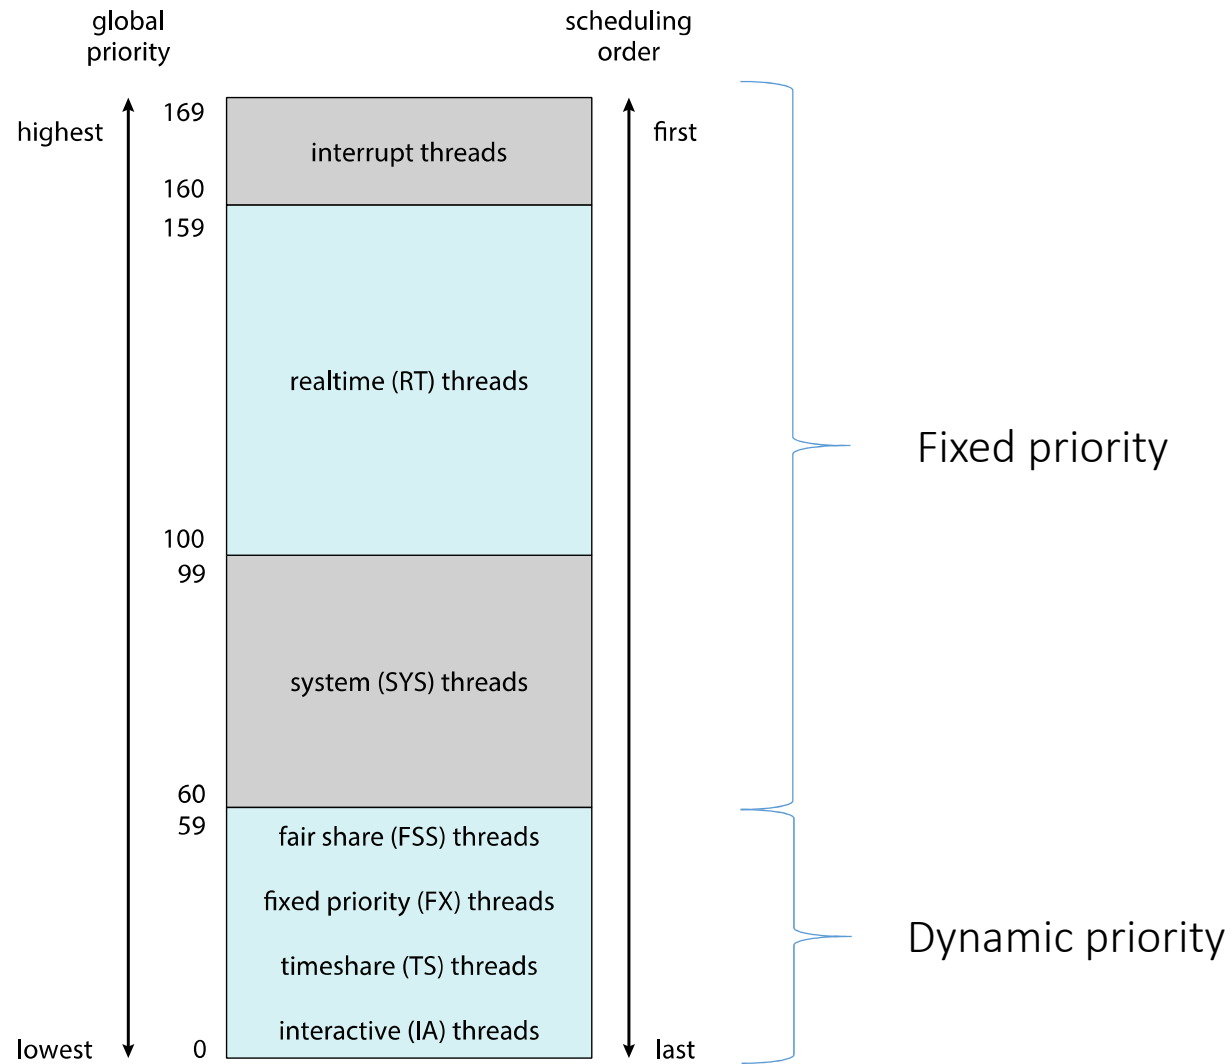 global
priority
scheduling
order
highest
169
interrupt threads
first
160
159
realtime (RT) threads
Fixed priority
100
99
system (SYS) threads
60
59
fair share (FSS) threads
fixed priority (FX) threads
Dynamic priority
timeshare (TS) threads
interactive (IA) threads
lowest
0
last